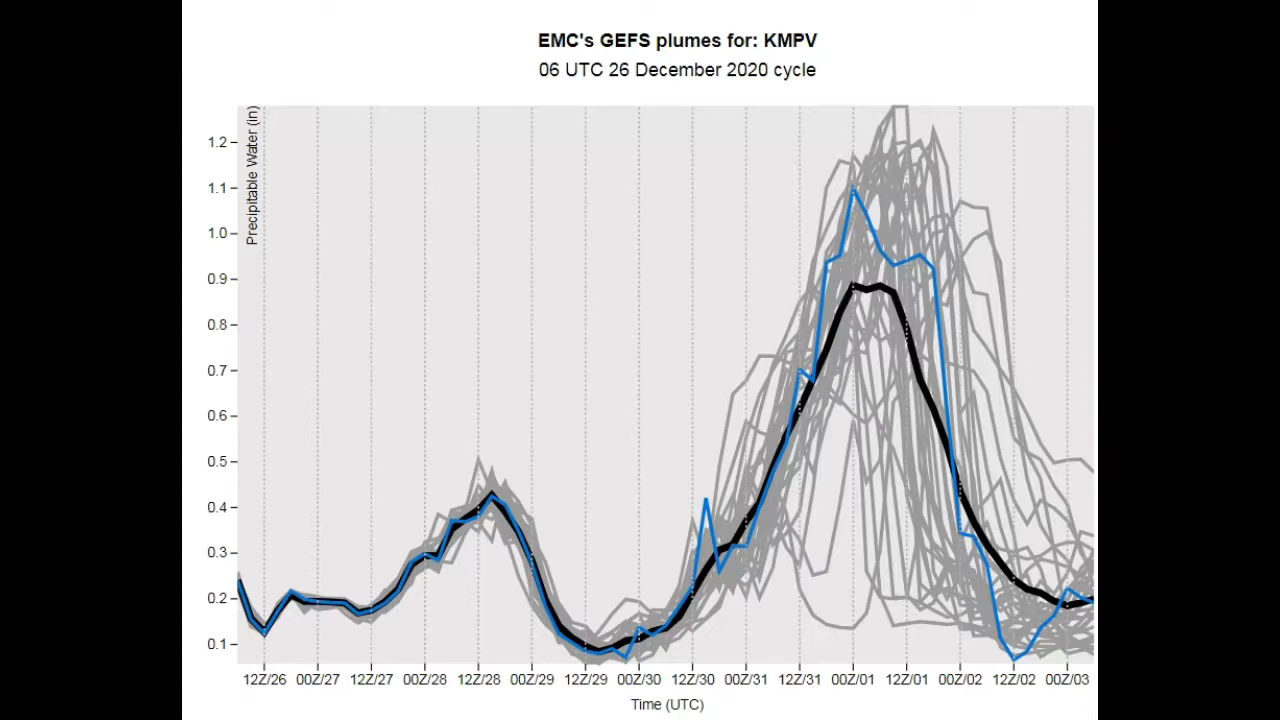 EMC's GEFS plumes for: KMPV
06 UTC 26 December 2020 cycle
Precipitable Water (in)
1.2
1.1
1.0
0.9
0.8
0.7
0.6
0.5
0.4
0.3
0.2
0.1
12Z/26 00Z/27 12Z/27 00Z/28 12Z/28 00Z/29 12Z/29 00Z/30 12Z/30 00Z/31 12Z/31 00Z/01 12Z/01 00Z/02 12Z/02 00Z/03
Time (UTC)